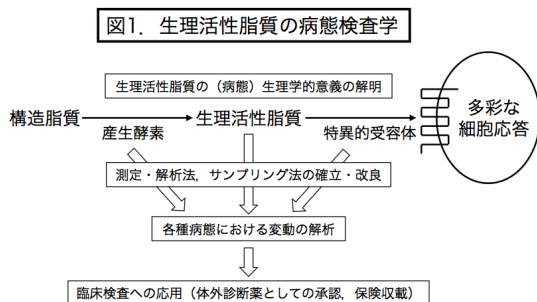 図1．生理活性脂質の病態検査学
生理活性脂質の（病態）生理学的意義の解明
構造脂質
生理活性脂質
多彩な
細胞応答
産生酵素
特異的受容体
測定・解析法，サンプリング法の確立・改良
各種病態における変動の解析
臨床検査への応用（体外診断薬としての承認，保険収載）